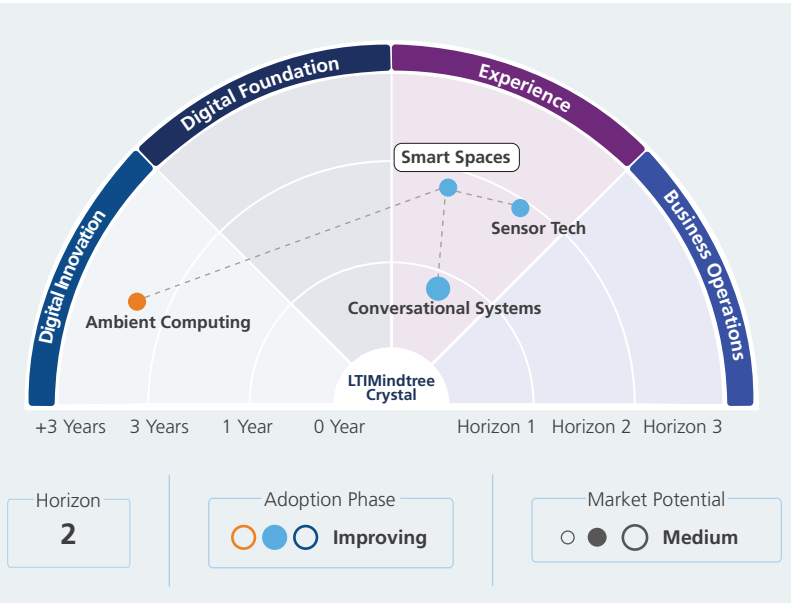 Digital Foundation
Experience
Digital Innovation
Business Operations
Smart Spaces
Sensor Tech
Conversational Systems
Ambient Computing
LTIMindtree
Crystal
+3 Years
3 Years
1 Year
0 Year
Horizon 1
Horizon 2
Horizon 3
Horizon
2
Adoption Phase
Improving
Market Potential
Medium